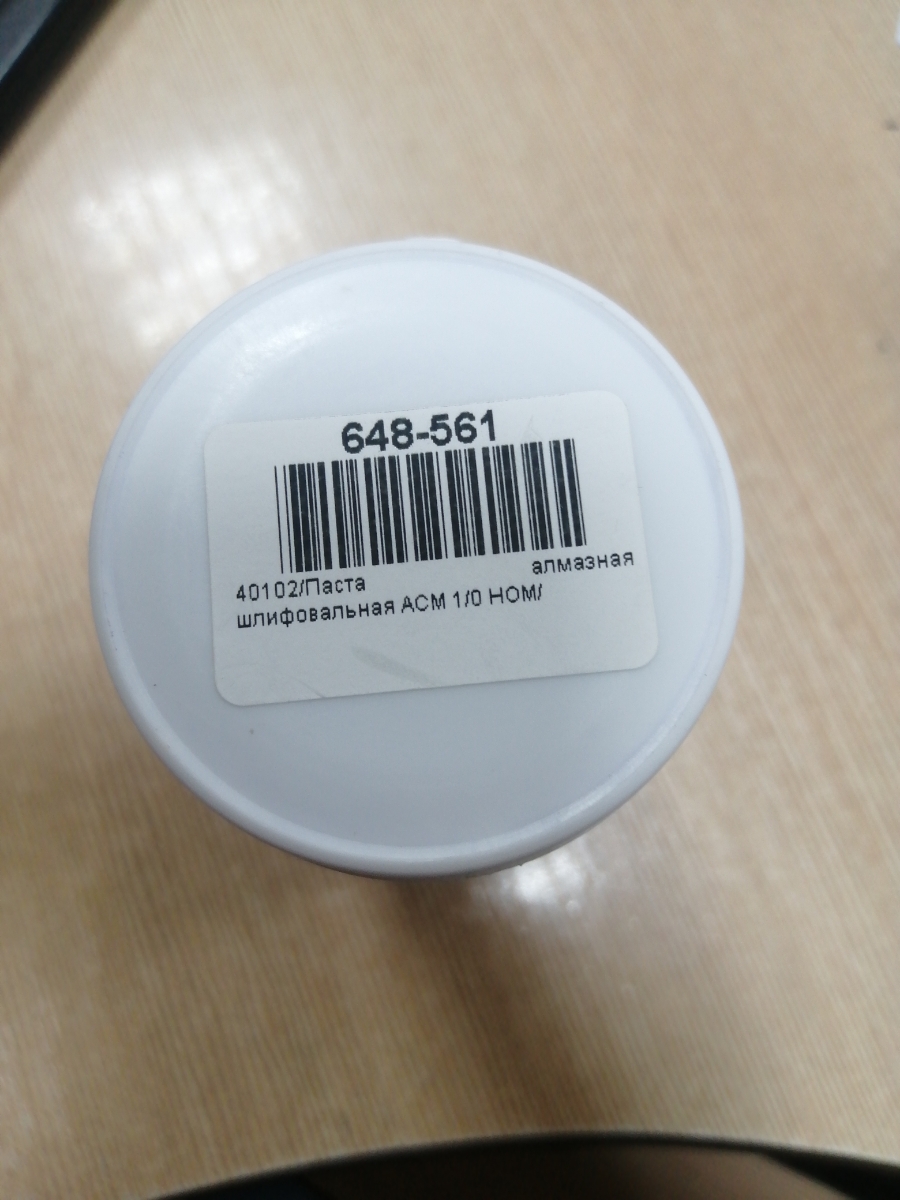 648-561
40102/Паста алмазная
шлифовальная АСМ 1/0 НОМ/